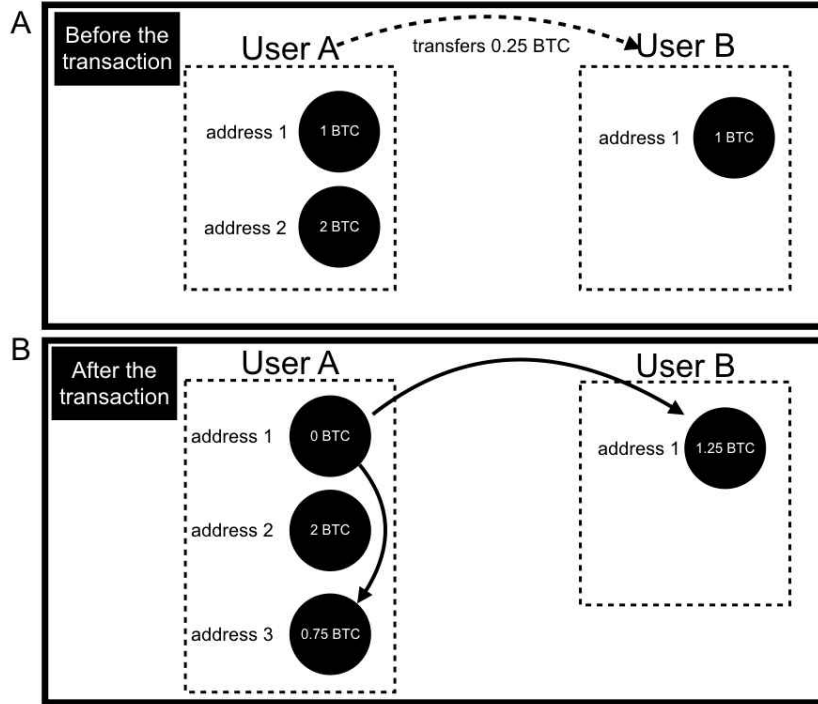 A
Before the
transaction
User A
transfers 0.25 BTC
User B
address 1
1 BTC
address 1
1 BTC
address 2
2 BTC
B
After the
transaction
User A
User B
address 1
0 BTC
address 1
1.25 BTC
address 2
2 BTC
address 3
0.75 BTC